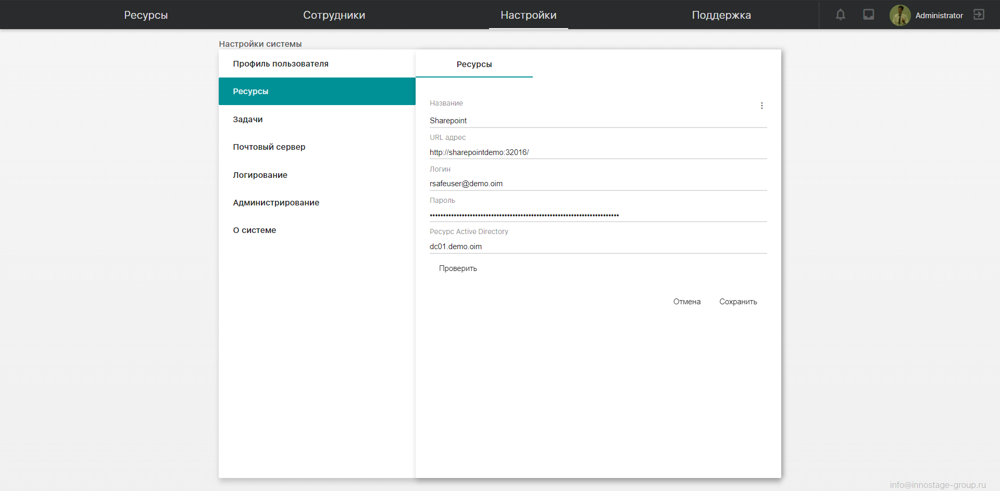 Ресурсы
Сотрудники
Настройки
Поддержка
Administrator
Настройки системы
Профиль пользователя
Ресурсы
Задачи
Почтовый сервер
Логирование
Администрирование
О системе
Ресурсы
Название
Sharepoint
URL адрес
http://sharepointdemo:32016/
Логин
rsafeuser@demo.oim
Пароль
Ресурс Active Directory
dc01.demo.oim
Проверить
Отмена
Сохранить
info@innostage-group.ru